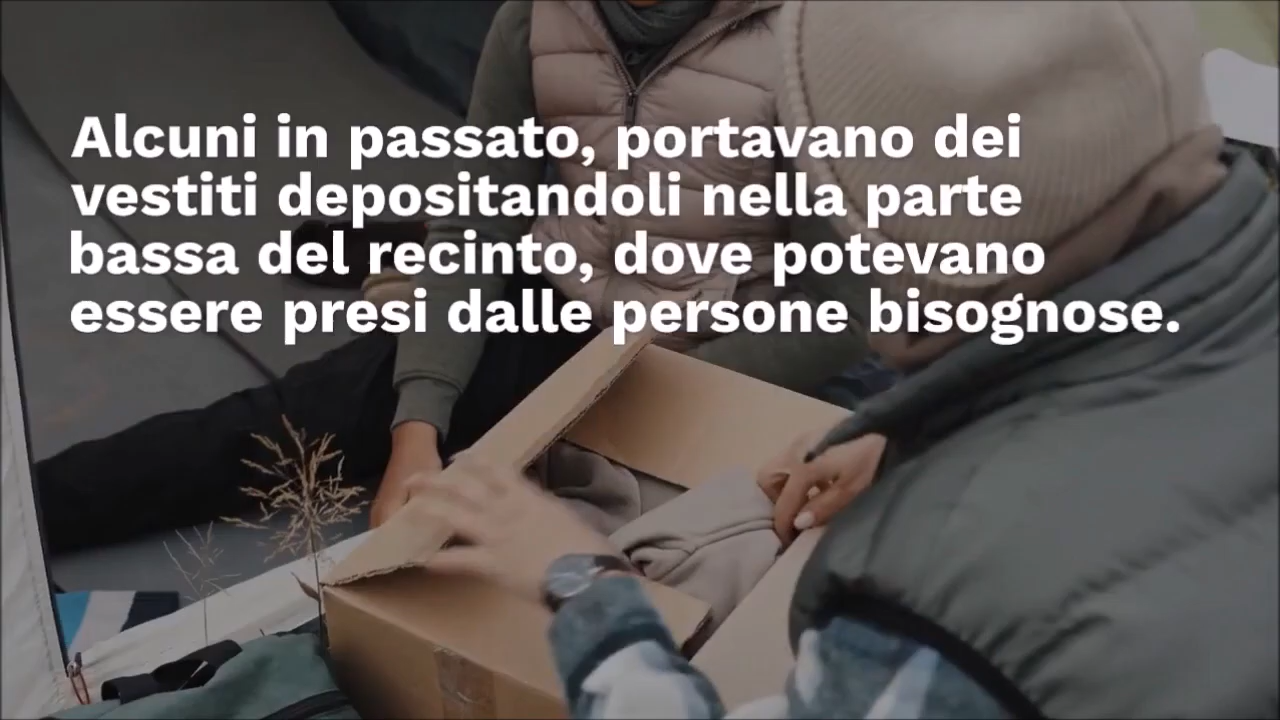 Alcuni in passato, portavano dei
vestiti depositandoli nella parte
bassa del recinto, dove potevano
essere presi dalle persone bisognose.